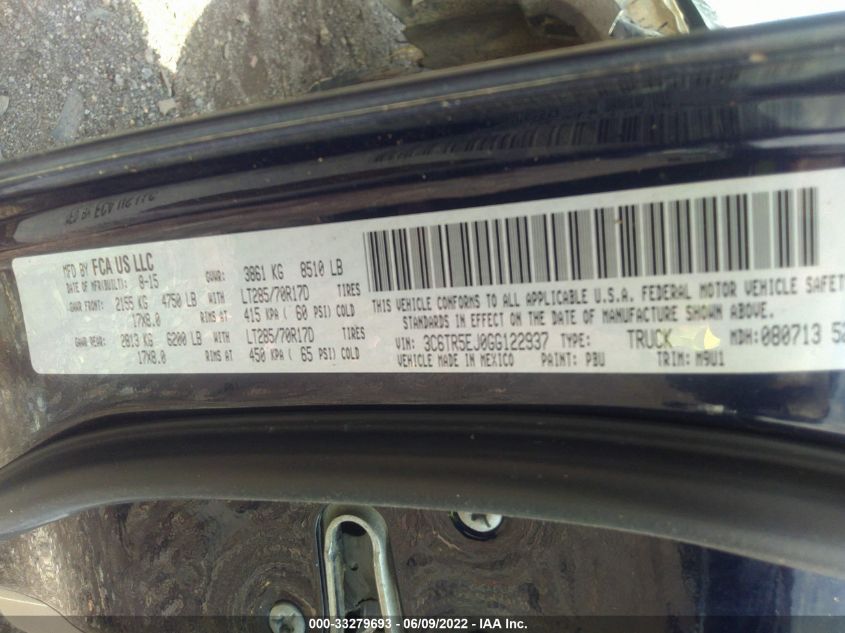 MFD BY FCA US LLC
DATE OF MFR(BUILT): 8-15 GVWR: 3861 KG 8510 LB
GAWR FRONT: 2155 KG 4750 LB WITH LT285/70R17D TIRES
17X8.0 RIMS AT 415 KPA ( 60 PSI) COLD
GAWR REAR: 2813 KG 6200 LB WITH LT285/70R17D TIRES
17X8.0 RIMS AT 450 KPA ( 65 PSI) COLD
THIS VEHICLE CONFORMS TO ALL APPLICABLE U.S.A. FEDERAL MOTOR VEHICLE SAFET
STANDARDS IN EFFECT ON THE DATE OF MANUFACTURE SHOWN ABOVE.
VIN: 3C6TR5EJ0GG122937 TYPE: TRUCK MDH:080713 52
MADE IN MEXICO PAINT: PBU TRIM: M9U1
000-33279693 - 06/09/2022 - IAA Inc.